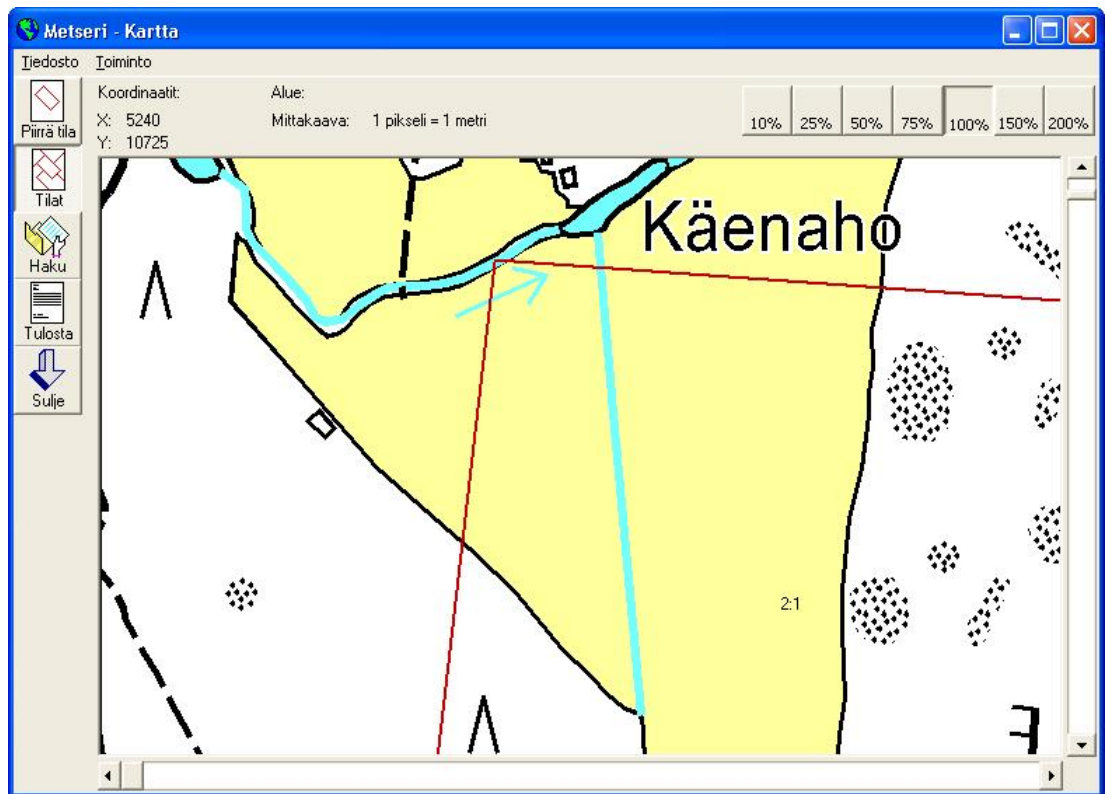 Metseri - Kartta
Tiedosto Toiminto
Piirrä tila
Tilat
Haku
Tulosta
Sulje
Koordinaatit:
X: 5240
Y: 10725
Alue:
Mittakaava: 1 pikseli = 1 metri
10% 25% 50% 75% 100% 150% 200%
Käenaho
2:1